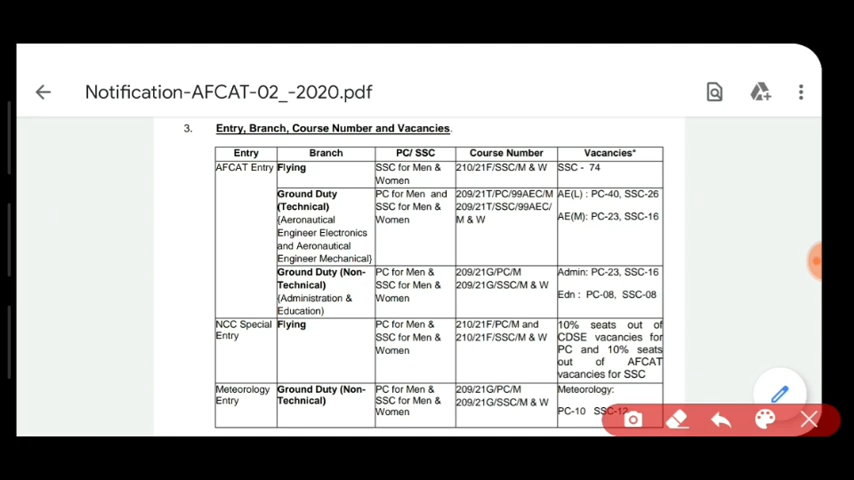 Notification-AFCAT-02_-2020.pdf
3. Entry, Branch, Course Number and Vacancies.
Entry Branch PC/ SSC Course Number Vacancies*
AFCAT Entry Flying SSC for Men & Women 210/21F/SSC/M & W SSC - 74
Ground Duty (Technical) {Aeronautical Engineer Electronics and Aeronautical Engineer Mechanical} PC for Men and SSC for Men & Women 209/21T/PC/99AEC/M 209/21T/SSC/99AEC/ M & W AE(L) : PC-40, SSC-26 AE(M): PC-23, SSC-16
Ground Duty (Non-Technical) {Administration & Education} PC for Men & SSC for Men & Women 209/21G/PC/M 209/21G/SSC/M & W Admin: PC-23, SSC-16 Edn : PC-08, SSC-08
NCC Special Entry Flying PC for Men & SSC for Men & Women 210/21F/PC/M and 210/21F/SSC/M & W 10% seats out of CDSE vacancies for PC and 10% seats out of AFCAT vacancies for SSC
Meteorology Entry Ground Duty (Non-Technical) PC for Men & SSC for Men & Women 209/21G/PC/M 209/21G/SSC/M & W Meteorology: PC-10 SSC-12